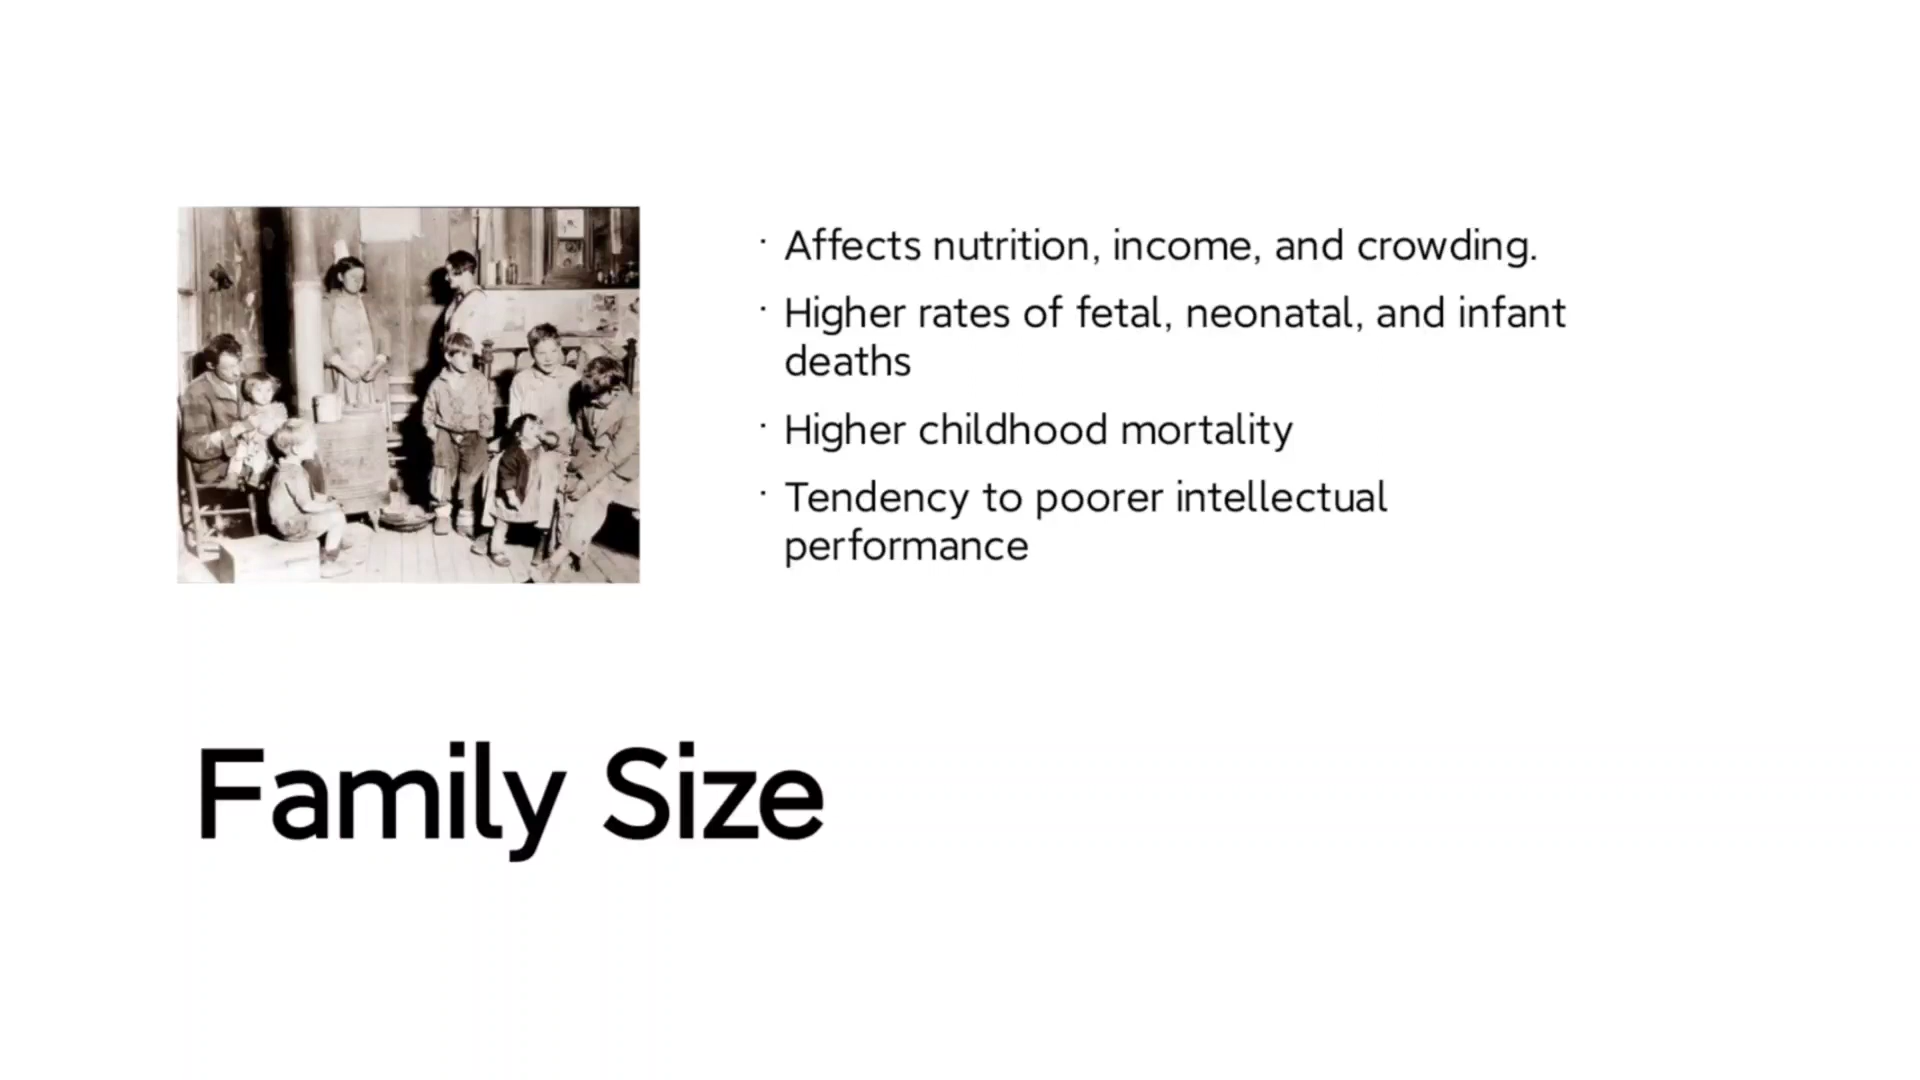 · Affects nutrition, income, and crowding.
· Higher rates of fetal, neonatal, and infant
deaths
· Higher childhood mortality
· Tendency to poorer intellectual
performance
Family Size